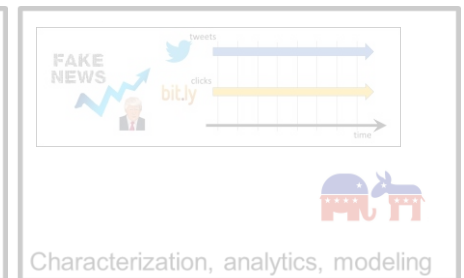 tweets
FAKE
NEWS
clicks
bit.ly
time
Characterization, analytics, modeling